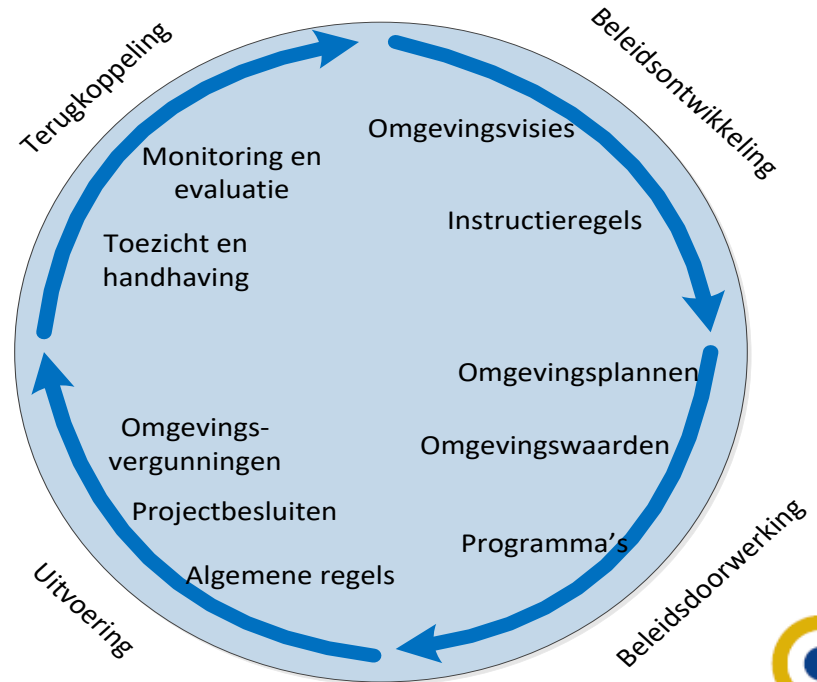 Terugkoppeling
Beleidsontwikkeling
Omgevingsvisies
Monitoring en
evaluatie
Instructieregels
Toezicht en
handhaving
Omgevingsplannen
Omgevings-
vergunningen
Omgevingswaarden
Projectbesluiten
Programma's
Algemene regels
Uitvoering
Beleidsdoorwerking